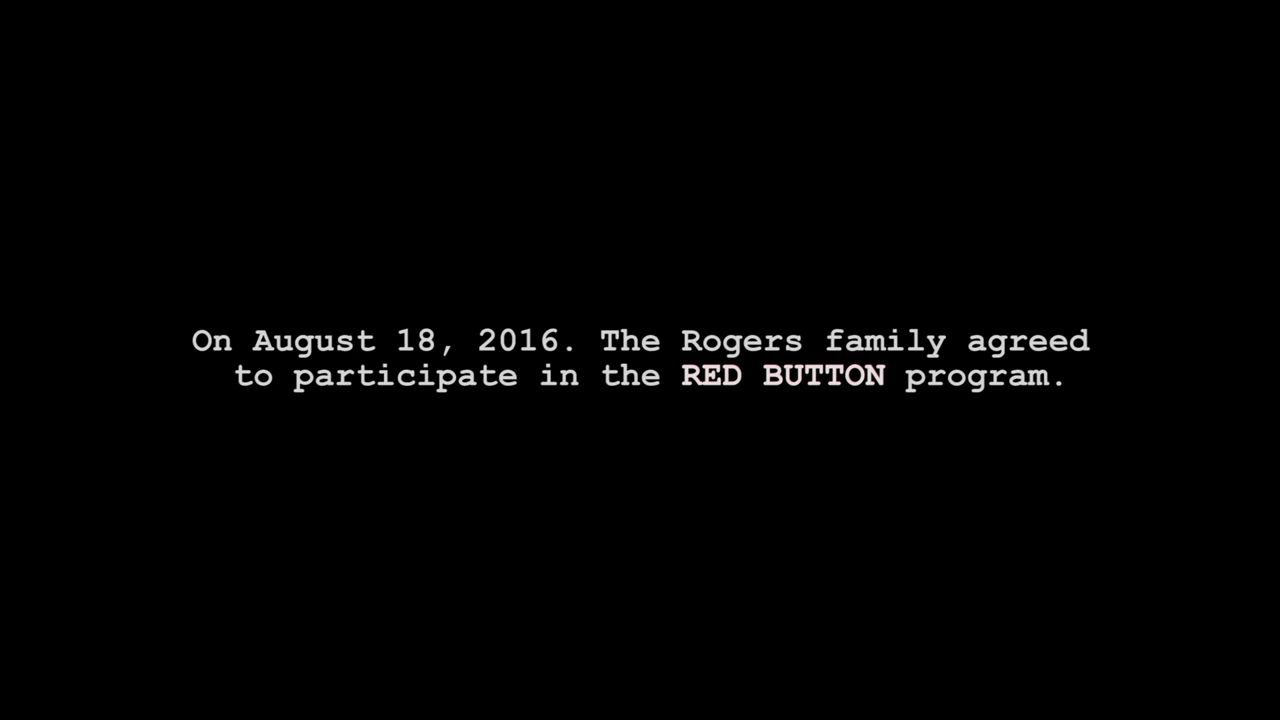 On August 18, 2016. The Rogers family agreed
to participate in the RED BUTTON program.